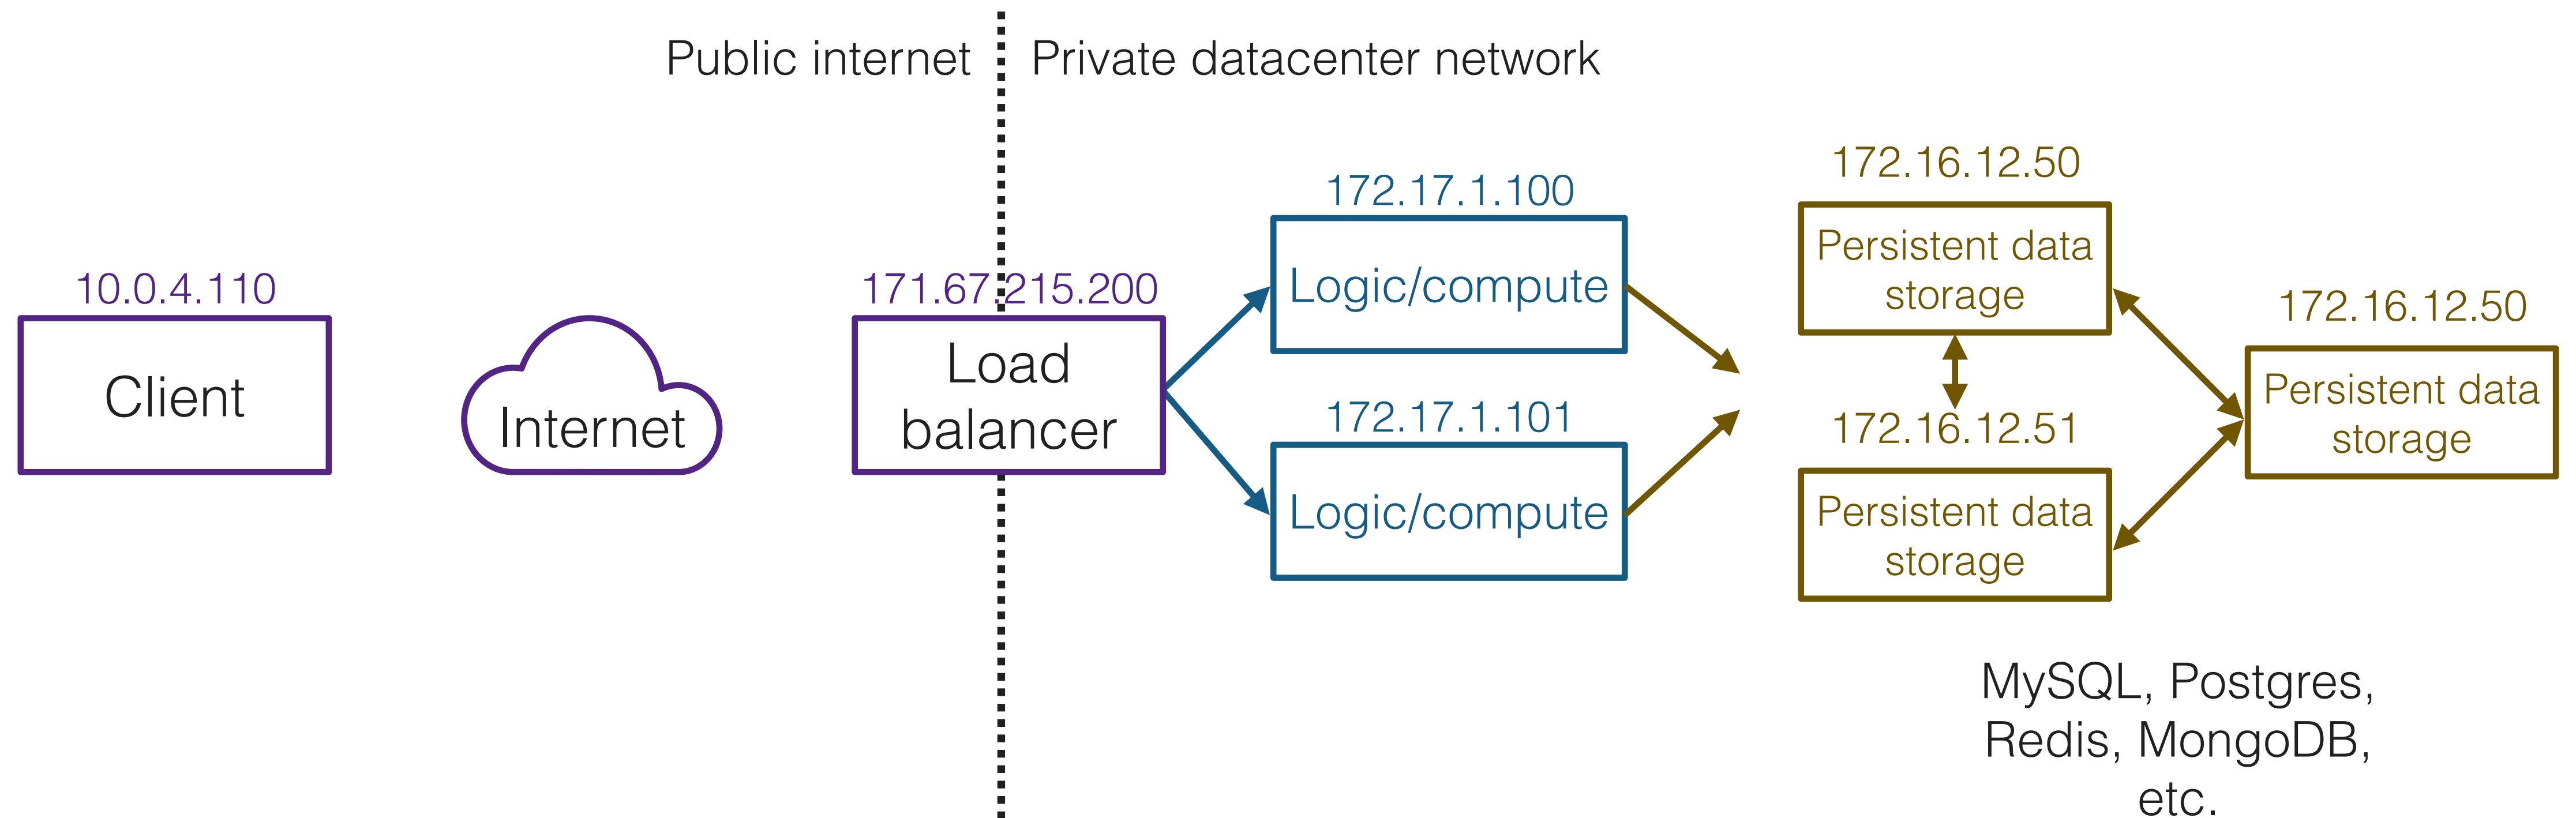 Public internet
Private datacenter network
10.0.4.110
Client
Internet
171.67.215.200
Load
balancer
172.17.1.100
Logic/compute
172.17.1.101
Logic/compute
172.16.12.50
Persistent data
storage
172.16.12.51
Persistent data
storage
172.16.12.50
Persistent data
storage
MySQL, Postgres,
Redis, MongoDB,
etc.